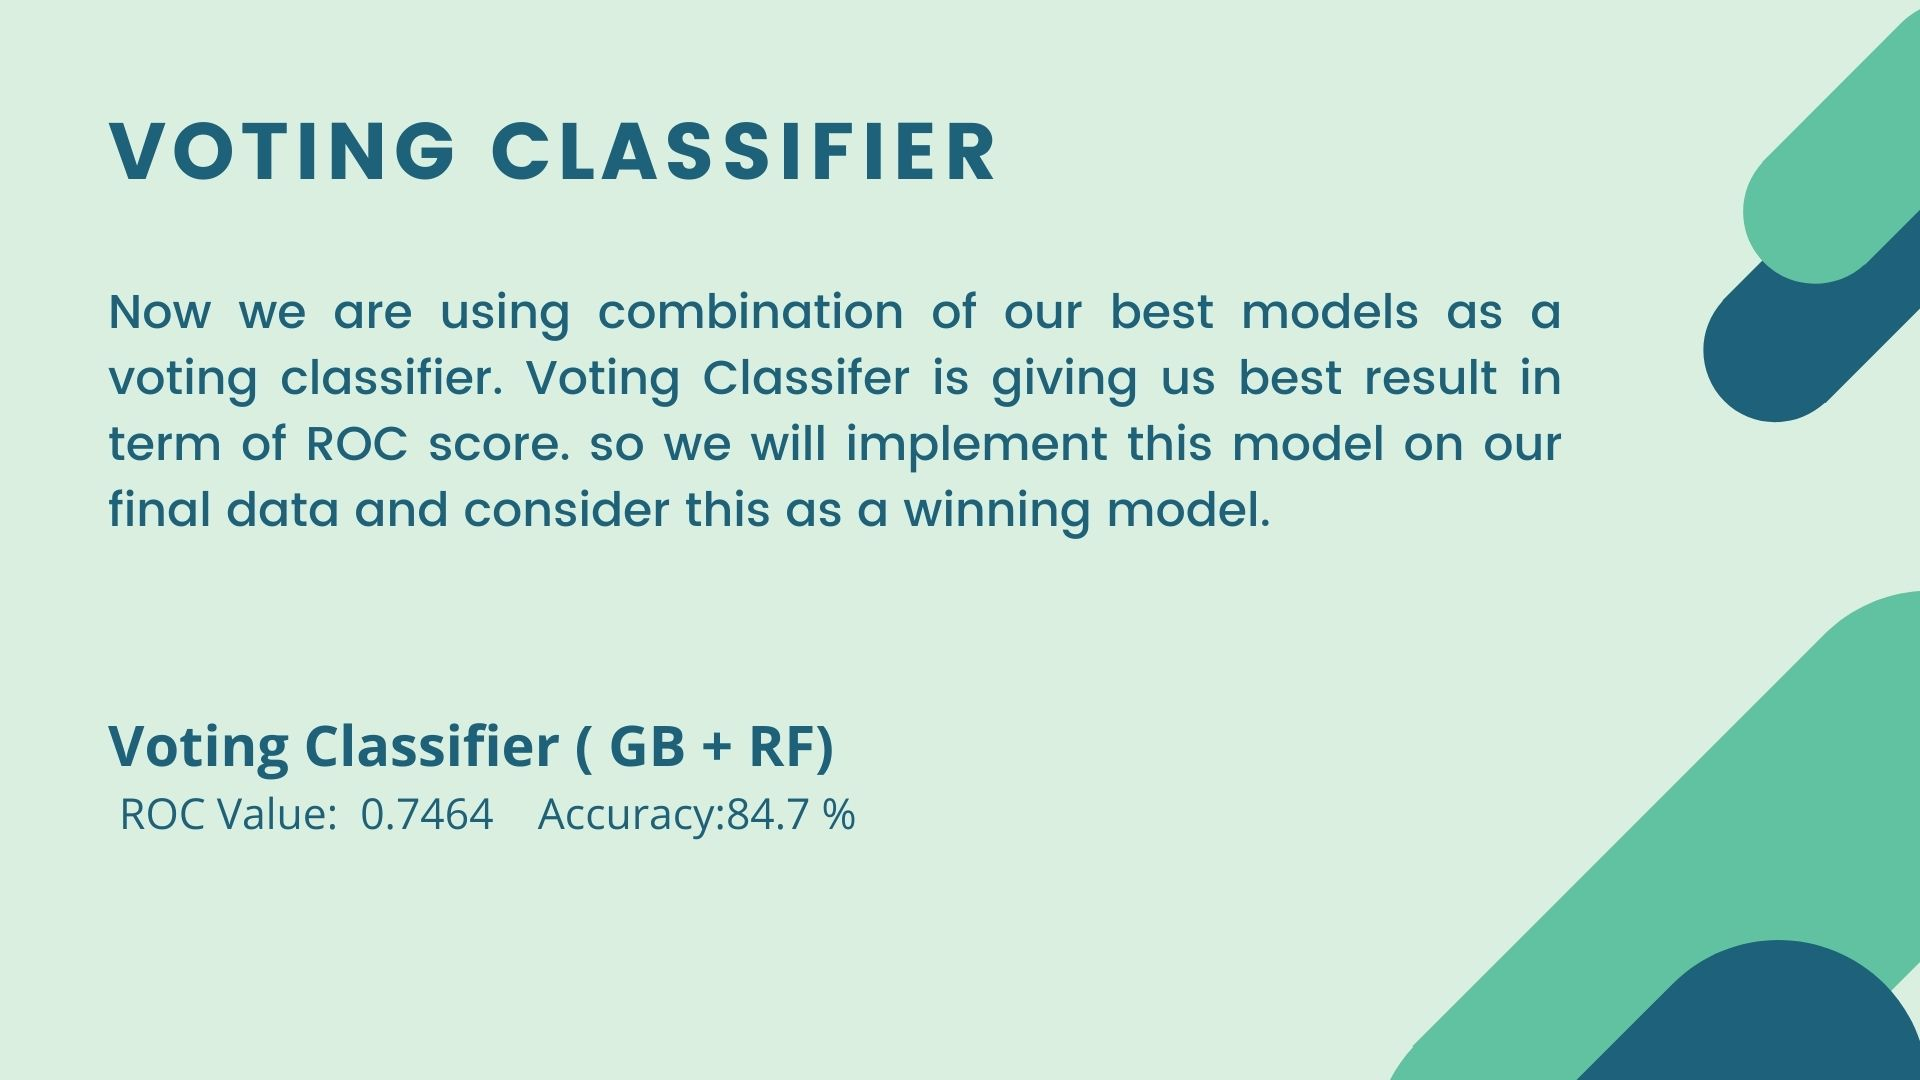 VOTING CLASSIFIER
Now we are using combination of our best models as a
voting classifier. Voting Classifer is giving us best result in
term of ROC score. so we will implement this model on our
final data and consider this as a winning model.
Voting Classifier ( GB + RF)
ROC Value: 0.7464 Accuracy:84.7 %